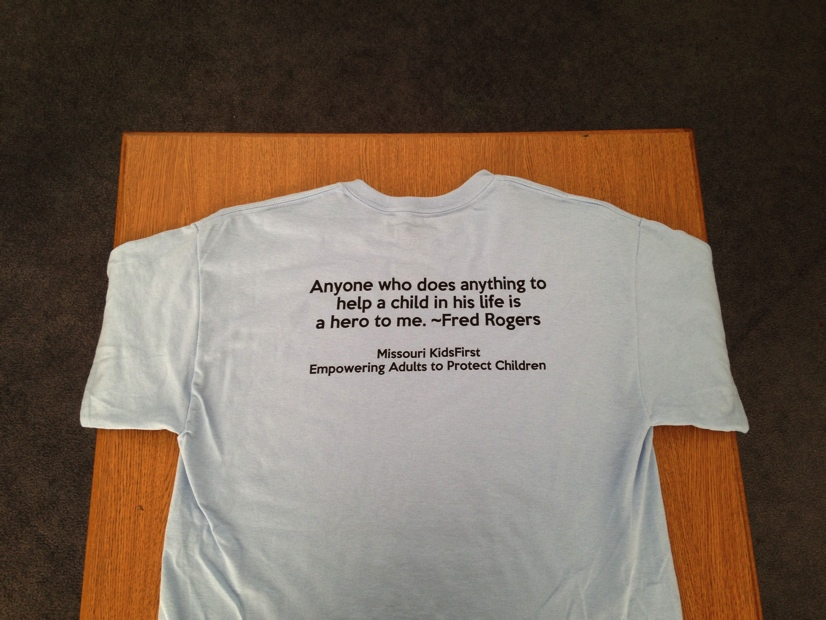 Anyone who does anything to
help a child in his life is
a hero to me. ~Fred Rogers
Missouri KidsFirst
Empowering Adults to Protect Children